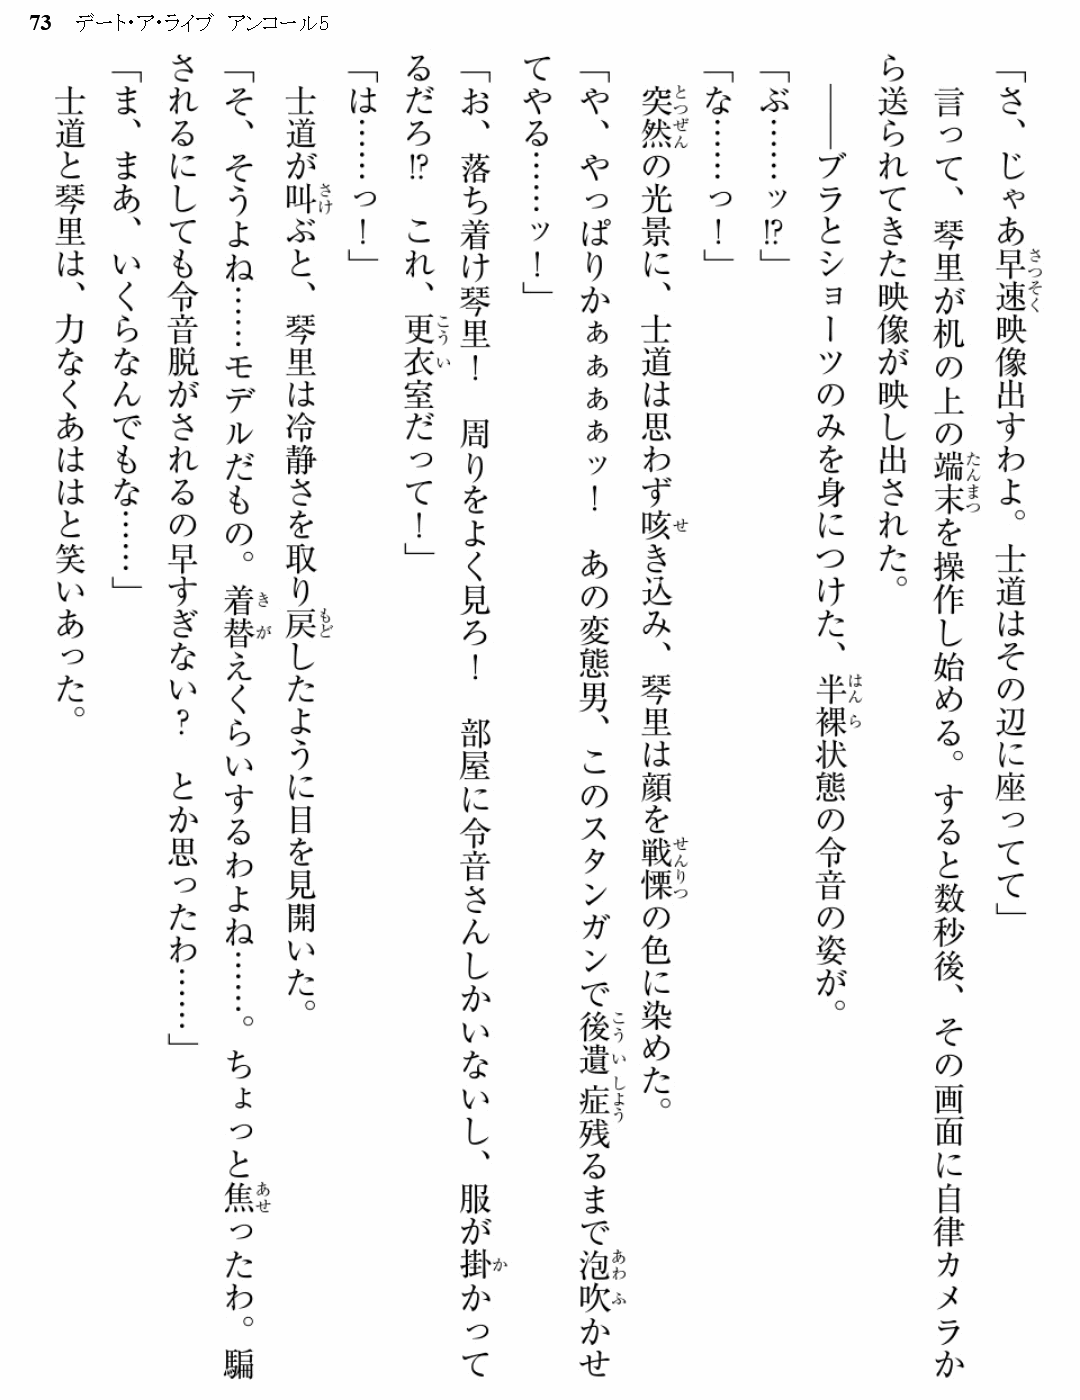 73 デート・ア・ライブ アンコール5
「さ、じゃあ早速映像出すわよ。士道はその辺に座ってて」
言って、琴里が机の上の端末を操作し始める。すると数秒後、その画面に自律カメラか
ら送られてきた映像が映し出された。
――ブラとショーツのみを身につけた、半裸状態の令音の姿が。
「ぶ……ッ!?」
「な……っ!」
突然の光景に、士道は思わず咳き込み、琴里は顔を戦慄の色に染めた。
「や、やっぱりかぁぁぁぁッ! あの変態男、このスタンガンで後遺症残るまで泡吹かせ
てやる……ッ!」
「お、落ち着け琴里! 周りをよく見ろ! 部屋に令音さんしかいないし、服が掛かって
るだろ!? これ、更衣室だって!」
「は……っ!」
士道が叫ぶと、琴里は冷静さを取り戻したように目を見開いた。
「そ、そうよね……モデルだもの。着替えくらいするわよね……。ちょっと焦ったわ。騙
されるにしても令音脱がされるの早すぎない? とか思ったわ……」
「ま、まあ、いくらなんでもな……」
士道と琴里は、力なくあははと笑いあった。